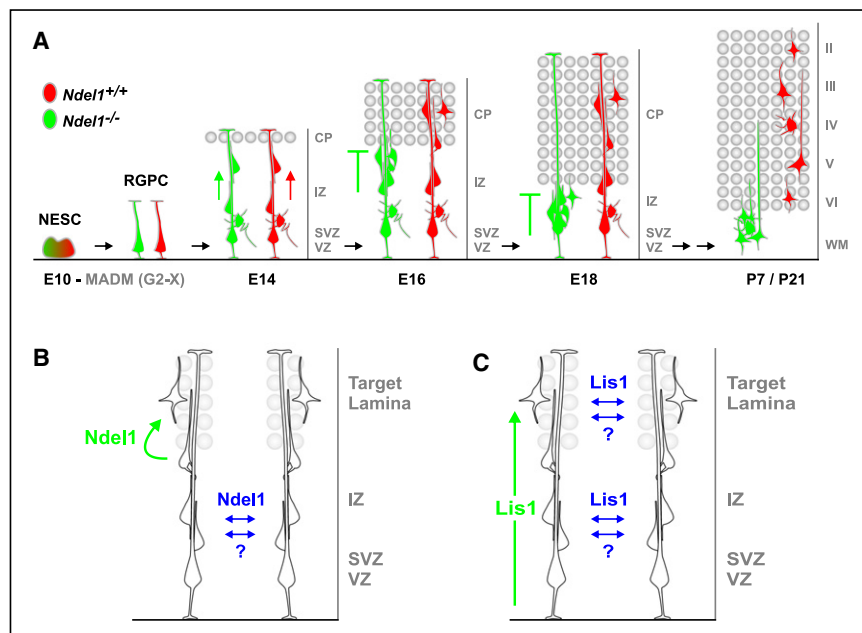 A
Ndel1+/+
Ndel1-/-
NESC
RGPC
CP
IZ
SVZ
VZ
CP
IZ
SVZ
VZ
CP
IZ
SVZ
VZ
II
III
IV
V
VI
WM
E10 - MADM (G2-X)
E14
E16
E18
P7 / P21
B
Ndel1
Ndel1
?
Target
Lamina
IZ
SVZ
VZ
C
Lis1
?
Lis1
Lis1
?
Target
Lamina
IZ
SVZ
VZ